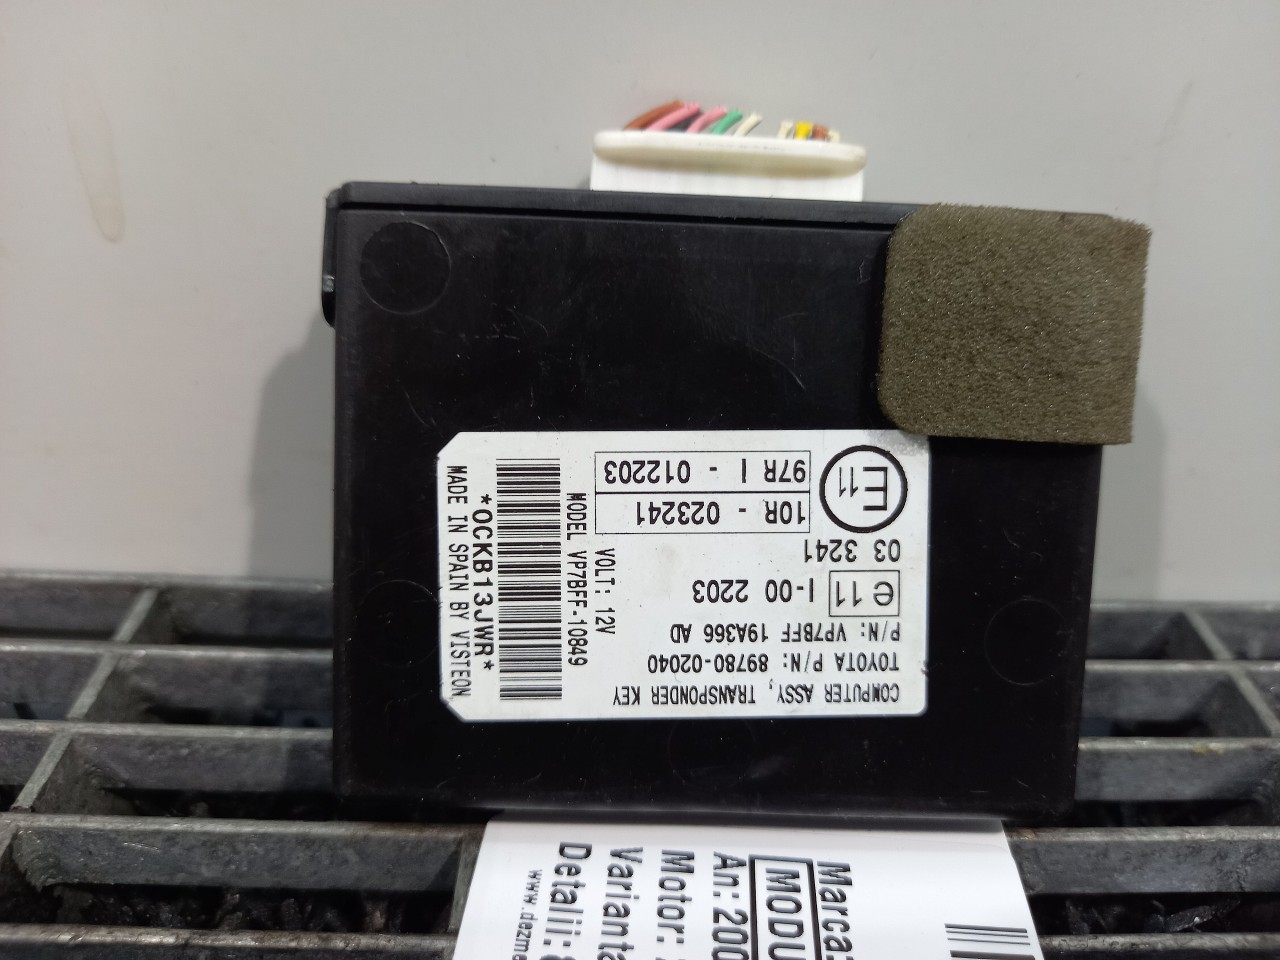 COMPUTER ASSY, TRANSPONDER KEY
TOYOTA P/N: 89780-02040
P/N: VP7BFF 19A366 AD
e 11 I-00 2203
03 3241
E11
10R - 023241
97R I - 012203
VOLT: 12V
MODEL VP7BFF-10849
*0CKB13JWR*
MADE IN SPAIN BY VISTEON
Marca:
MODU
An: 200
Motor:
Varianta
Detalii:
www.dezm